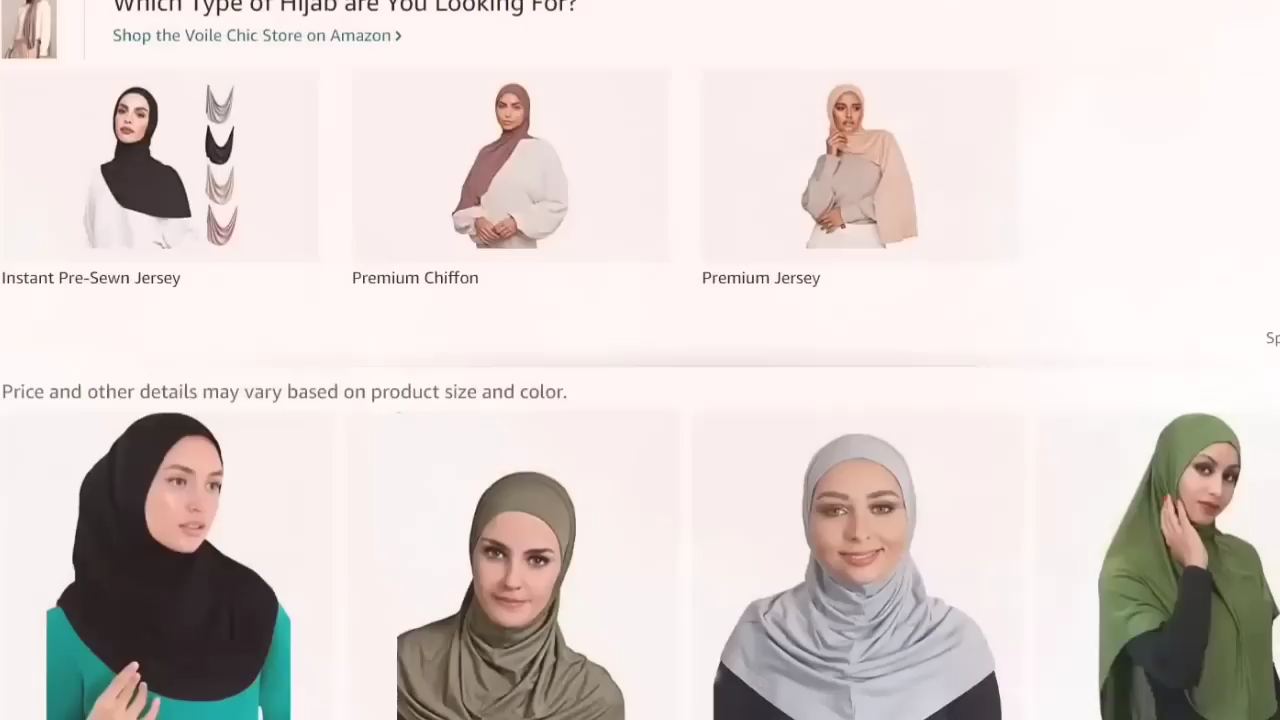 Which Type of Hijab are You Looking For?
Shop the Voile Chic Store on Amazon ›
Instant Pre-Sewn Jersey
Premium Chiffon
Premium Jersey
Sp
Price and other details may vary based on product size and color.